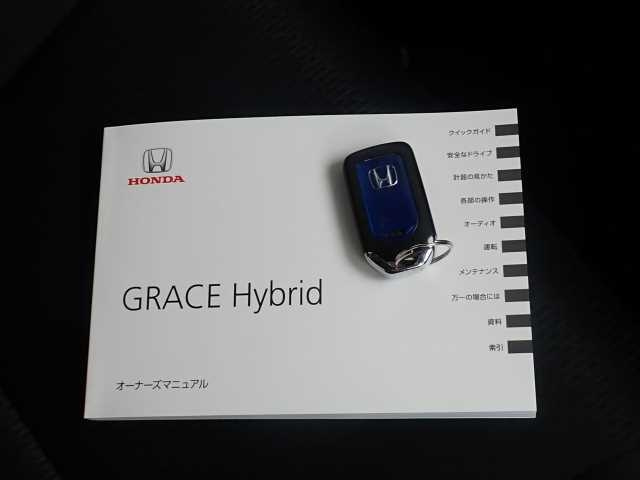 HONDA
GRACE Hybrid
オーナーズマニュアル
クイックガイド
安全なドライブ
計器の見かた
各部の操作
オーディオ
運転
メンテナンス
万一の場合には
資料
索引